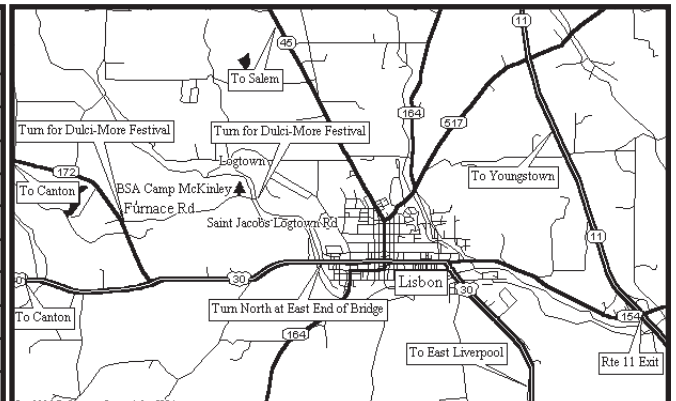 11
45
To Salem
164
517
Turn for Dulci-More Festival
Turn for Dulci-More Festival
Logtown
172
To Youngstown
To Canton
BSA Camp McKinley
Furnace Rd
Saint Jacobs Logtown Rd
11
30
Lisbon
30
To Canton
Turn North at East End of Bridge
154
164
To East Liverpool
Rte 11 Exit